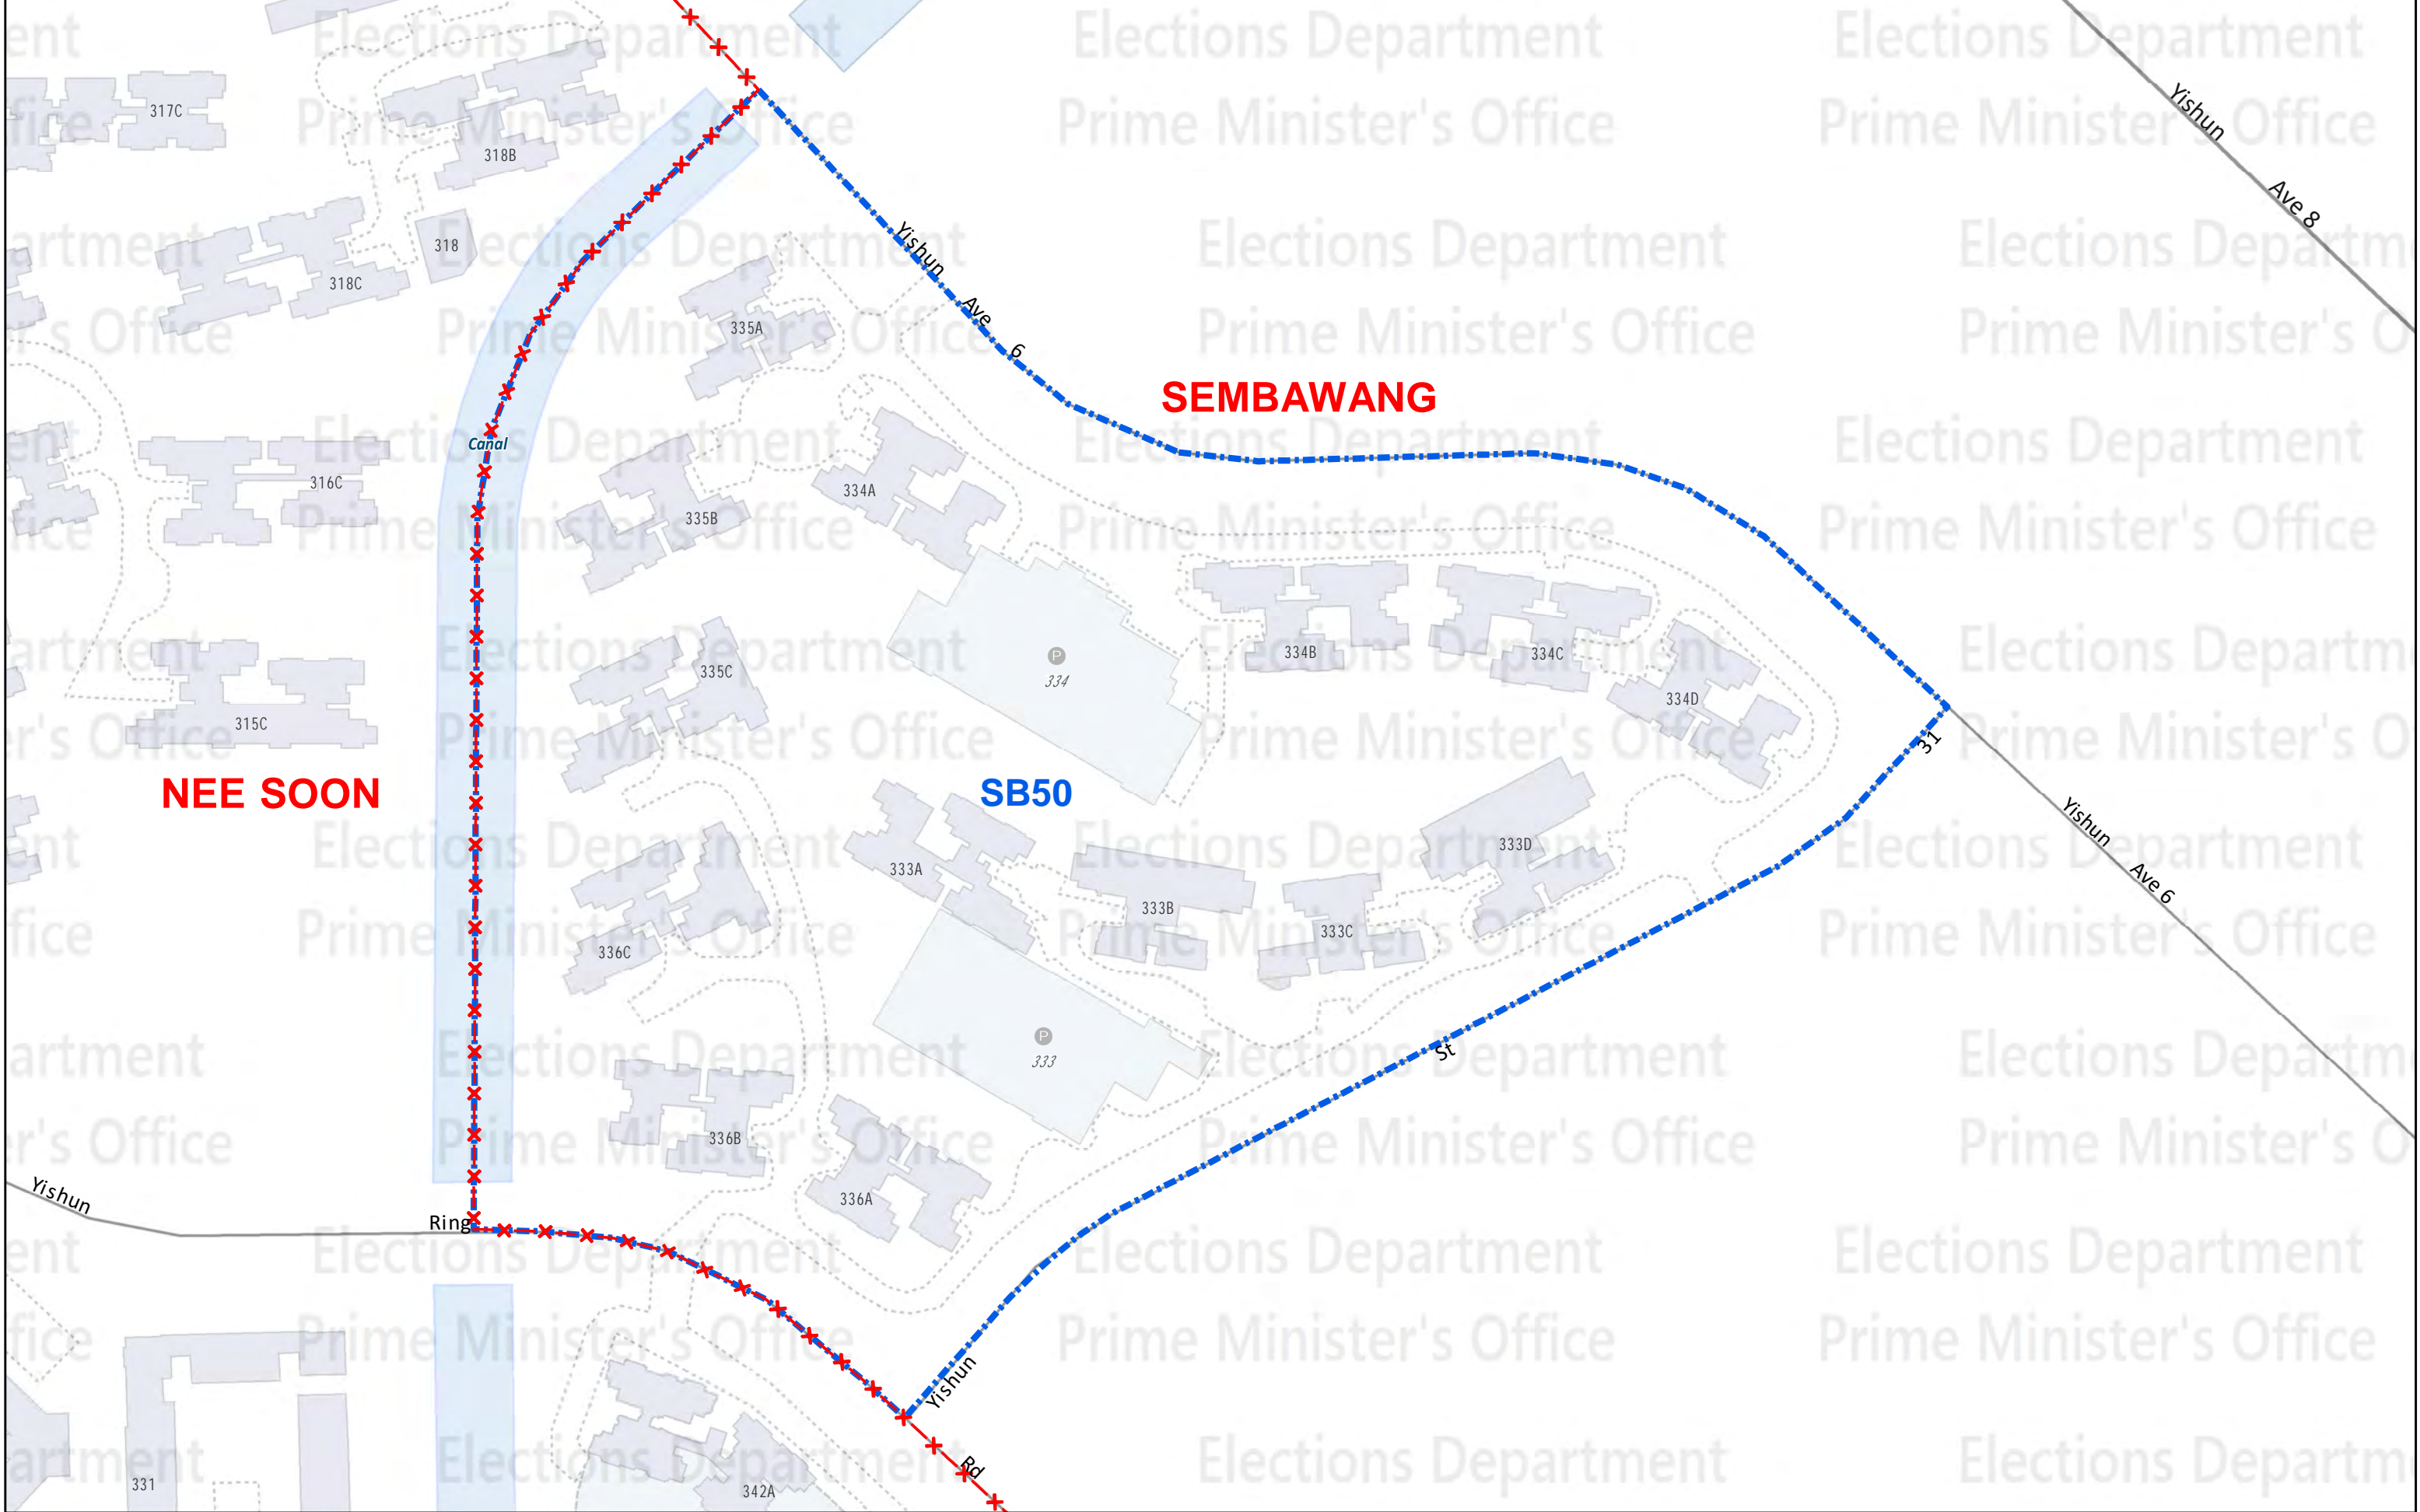 Elections Department
Prime Minister's Office
317C
318B
318
318C
Canal
316C
315C
NEE SOON
335A
335B
335C
334A
P
334
334B
334C
334D
SEMBAWANG
SB50
333A
333B
333C
333D
336C
P
333
336B
336A
Yishun Ave 8
Yishun Ave 6
Yishun Ave 6
Yishun St 31
Yishun Ring Rd
331
342A